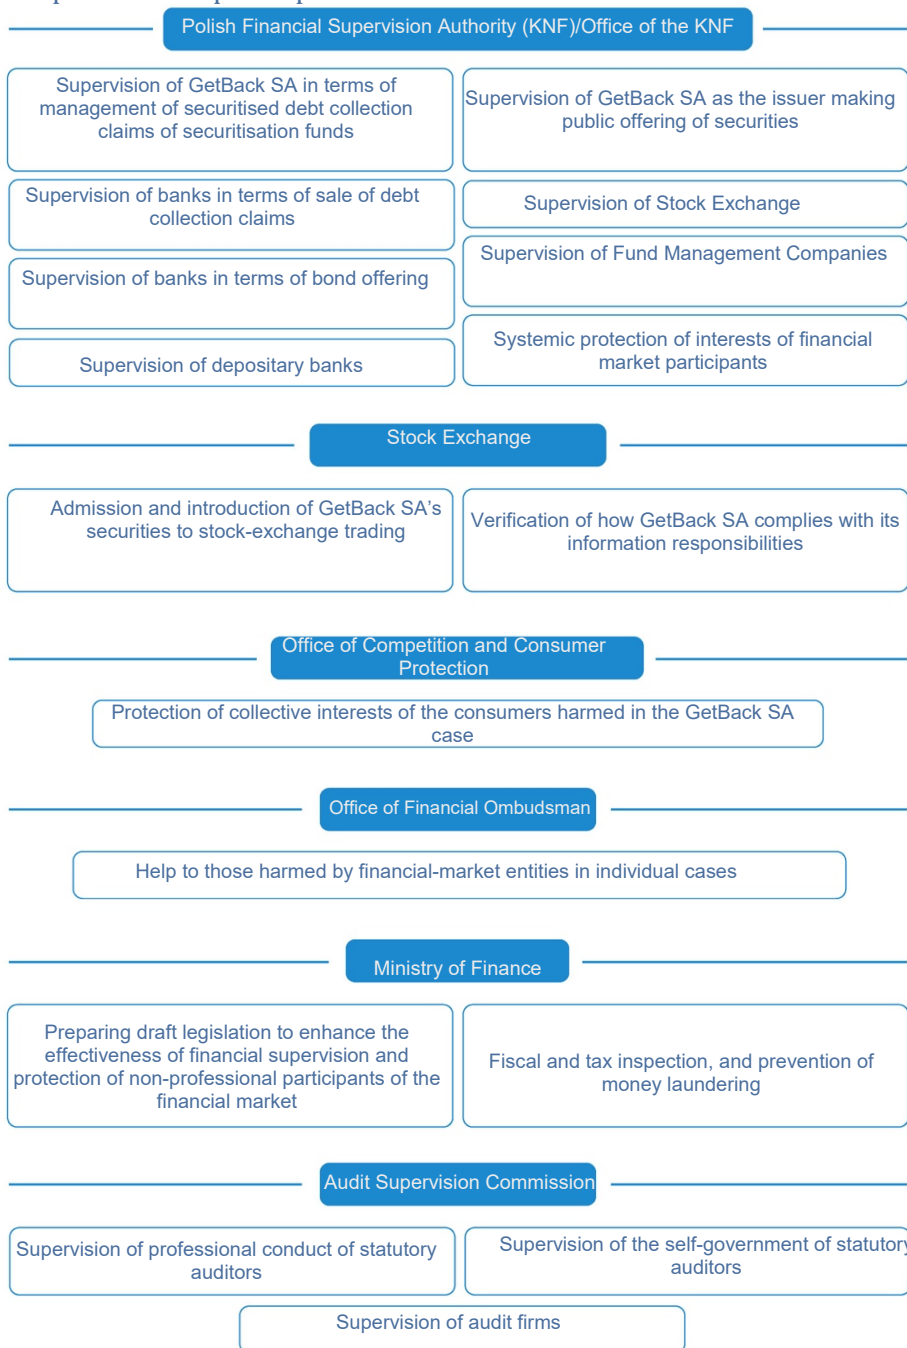 Polish Financial Supervision Authority (KNF)/Office of the KNF
Supervision of GetBack SA in terms of
management of securitised debt collection
claims of securitisation funds
Supervision of GetBack SA as the issuer making
public offering of securities
Supervision of banks in terms of sale of debt
collection claims
Supervision of Stock Exchange
Supervision of banks in terms of bond offering
Supervision of Fund Management Companies
Supervision of depositary banks
Systemic protection of interests of financial
market participants
Stock Exchange
Admission and introduction of GetBack SA's
securities to stock-exchange trading
Verification of how GetBack SA complies with its
information responsibilities
Office of Competition and Consumer
Protection
Protection of collective interests of the consumers harmed in the GetBack SA
case
Office of Financial Ombudsman
Help to those harmed by financial-market entities in individual cases
Ministry of Finance
Preparing draft legislation to enhance the
effectiveness of financial supervision and
protection of non-professional participants of the
financial market
Fiscal and tax inspection, and prevention of
money laundering
Audit Supervision Commission
Supervision of professional conduct of statutory
auditors
Supervision of the self-government of statutory
auditors
Supervision of audit firms